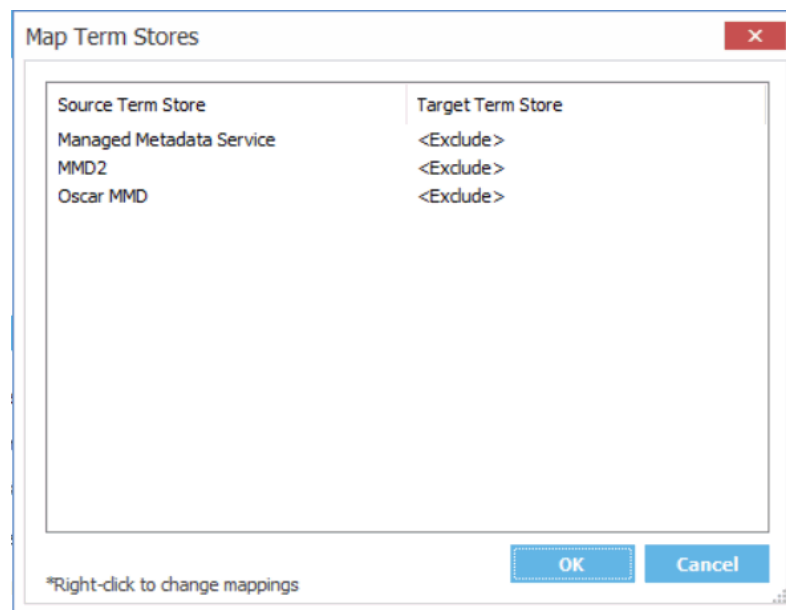 Map Term Stores
Source Term Store Target Term Store
Managed Metadata Service <Exclude>
MMD2 <Exclude>
Oscar MMD <Exclude>
OK Cancel
*Right-click to change mappings